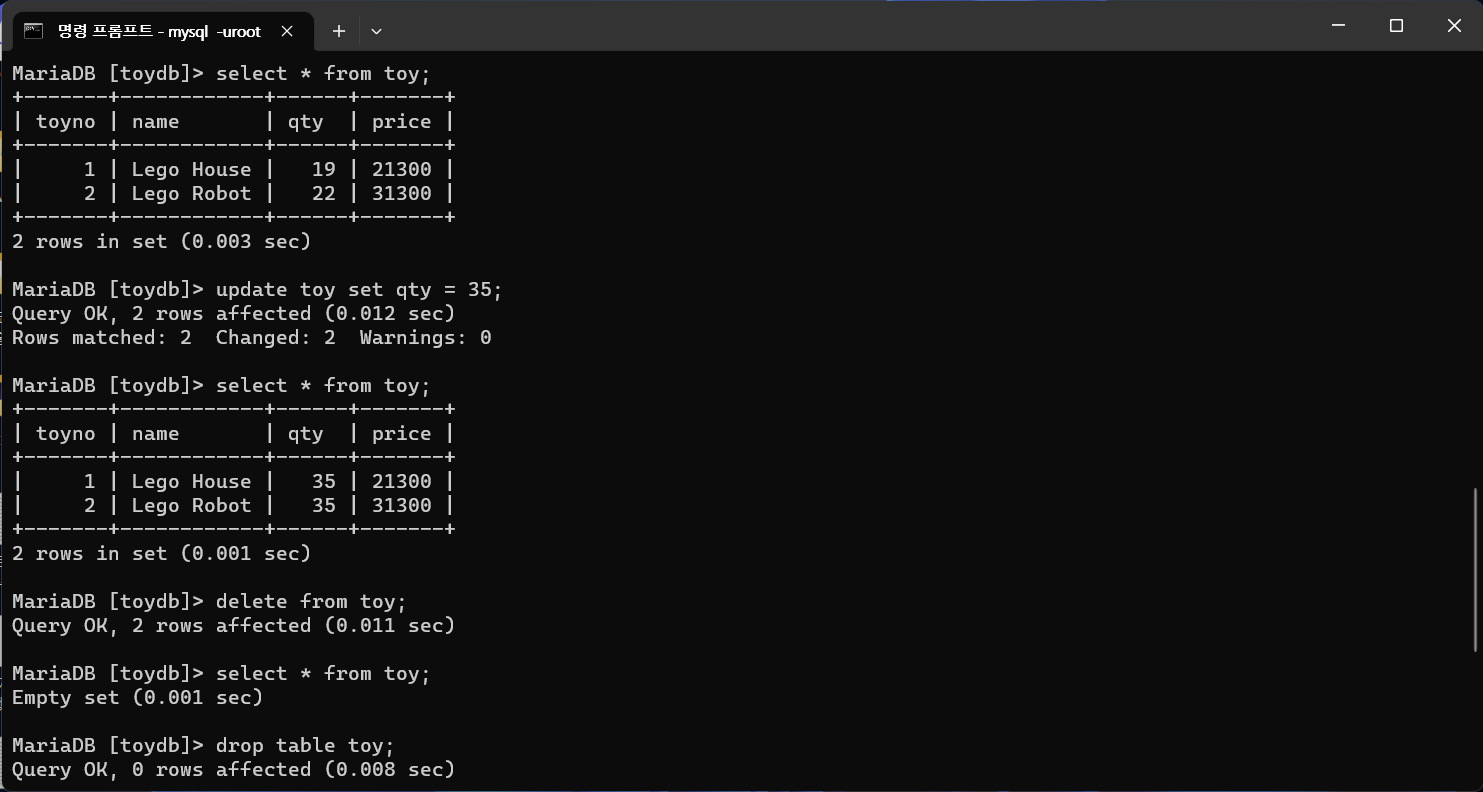 명령 프롬프트 - mysql  -uroot
MariaDB [toydb]> select * from toy;
+-------+------------+------+-------+
| toyno | name       | qty  | price |
+-------+------------+------+-------+
|     1 | Lego House |   19 | 21300 |
|     2 | Lego Robot |   22 | 31300 |
+-------+------------+------+-------+
2 rows in set (0.003 sec)
MariaDB [toydb]> update toy set qty = 35;
Query OK, 2 rows affected (0.012 sec)
Rows matched: 2  Changed: 2  Warnings: 0
MariaDB [toydb]> select * from toy;
+-------+------------+------+-------+
| toyno | name       | qty  | price |
+-------+------------+------+-------+
|     1 | Lego House |   35 | 21300 |
|     2 | Lego Robot |   35 | 31300 |
+-------+------------+------+-------+
2 rows in set (0.001 sec)
MariaDB [toydb]> delete from toy;
Query OK, 2 rows affected (0.011 sec)
MariaDB [toydb]> select * from toy;
Empty set (0.001 sec)
MariaDB [toydb]> drop table toy;
Query OK, 0 rows affected (0.008 sec)